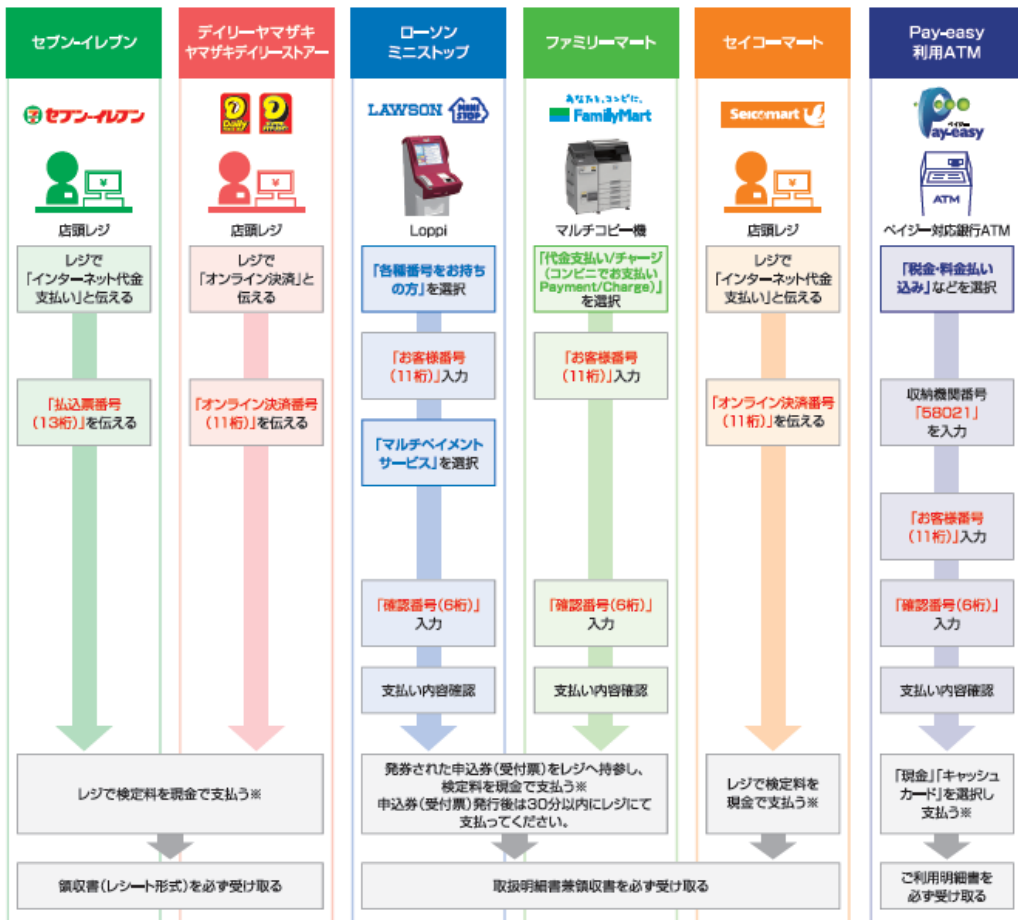 セブン-イレブン
デイリーヤマザキ
ヤマザキデイリーストアー
ローソン
ミニストップ
ファミリーマート
セイコーマート
Pay-easy
利用ATM
セブン-イレブン
Daily
LAWSON
MINI
STOP
あなたと、コンビに、
FamilyMart
Seicomart
ペイジー
Pay-easy
¥
¥
¥
ATM
店頭レジ
店頭レジ
Loppi
マルチコピー機
店頭レジ
ペイジー対応銀行ATM
レジで
「インターネット代金
支払い」と伝える
「払込票番号
(13桁)」を伝える
レジで
「オンライン決済」と
伝える
「オンライン決済番号
(11桁)」を伝える
「各種番号をお持ち
の方」を選択
「お客様番号
(11桁)」入力
「マルチペイメント
サービス」を選択
「確認番号(6桁)」
入力
支払い内容確認
「代金支払い/チャージ
(コンビニでお支払い
Payment/Charge)」
を選択
「お客様番号
(11桁)」入力
「確認番号(6桁)」
入力
支払い内容確認
レジで
「インターネット代金
支払い」と伝える
「オンライン決済番号
(11桁)」を伝える
「税金・料金払い
込み」などを選択
収納機関番号
「58021」
を入力
「お客様番号
(11桁)」入力
「確認番号(6桁)」
入力
支払い内容確認
レジで検定料を現金で支払う※
発券された申込券(受付票)をレジへ持参し、
検定料を現金で支払う※
申込券(受付票)発行後は30分以内にレジにて
支払ってください。
レジで検定料を
現金で支払う※
「現金」「キャッシュ
カード」を選択し
支払う※
領収書(レシート形式)を必ず受け取る
取扱明細書兼領収書を必ず受け取る
ご利用明細書を
必ず受け取る